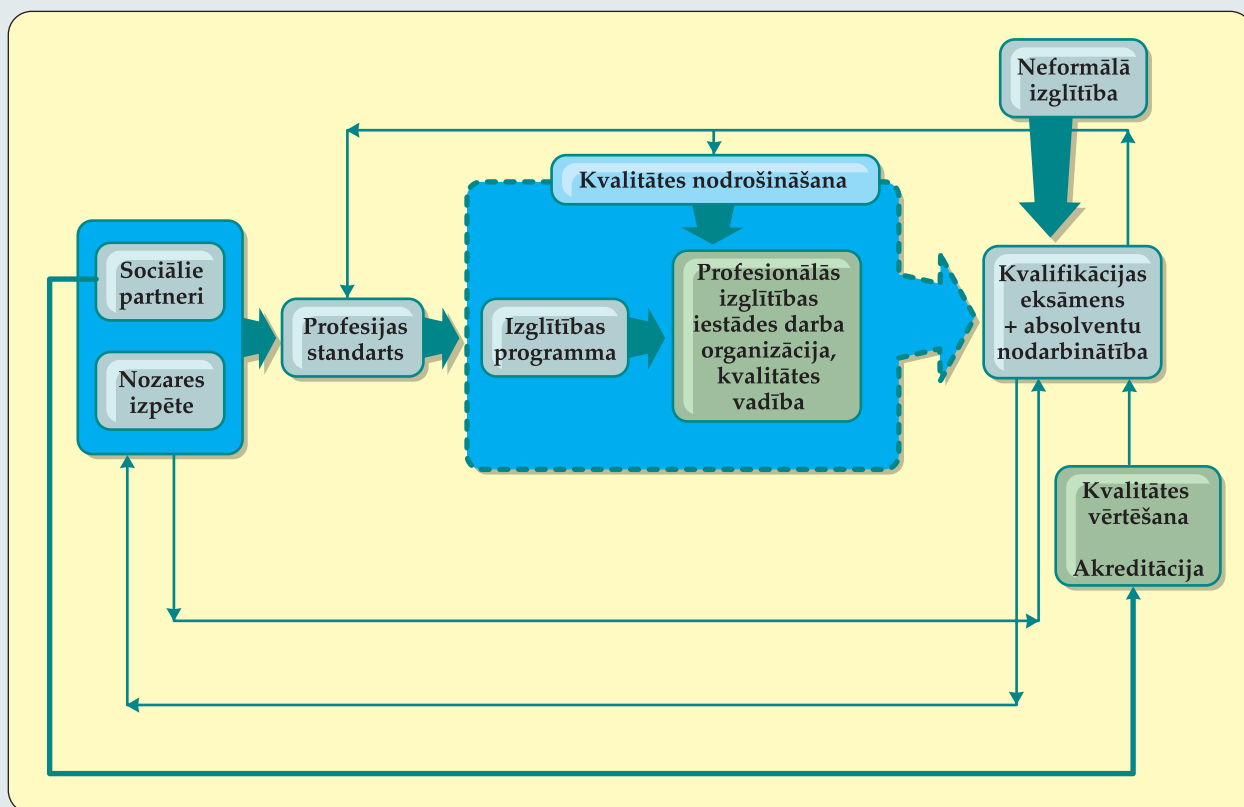 Neformālā
izglītība
Kvalitātes nodrošināšana
Sociālie
partneri
Nozares
izpēte
Profesijas
standarts
Izglītības
programma
Profesionālās
izglītības
iestādes darba
organizācija,
kvalitātes
vadība
Kvalifikācijas
eksāmens
+ absolventu
nodarbinātība
Kvalitātes
vērtēšana
Akreditācija